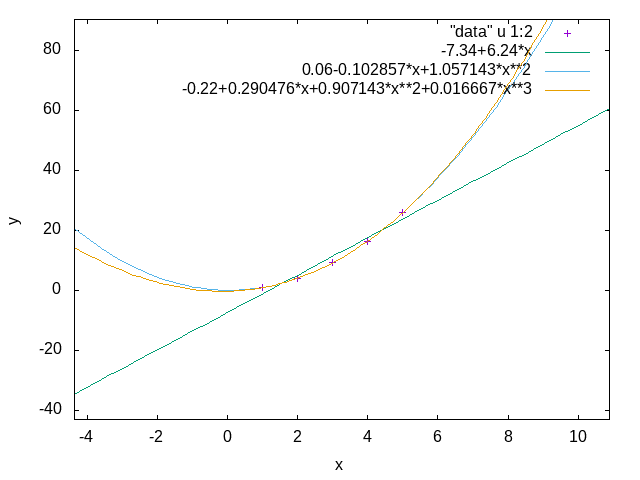 "data" u 1:2
-7.34+6.24*x
0.06-0.102857*x+1.057143*x**2
-0.22+0.290476*x+0.907143*x**2+0.016667*x**3
80
60
40
20
0
-20
-40
y
-4 -2 0 2 4 6 8 10
x